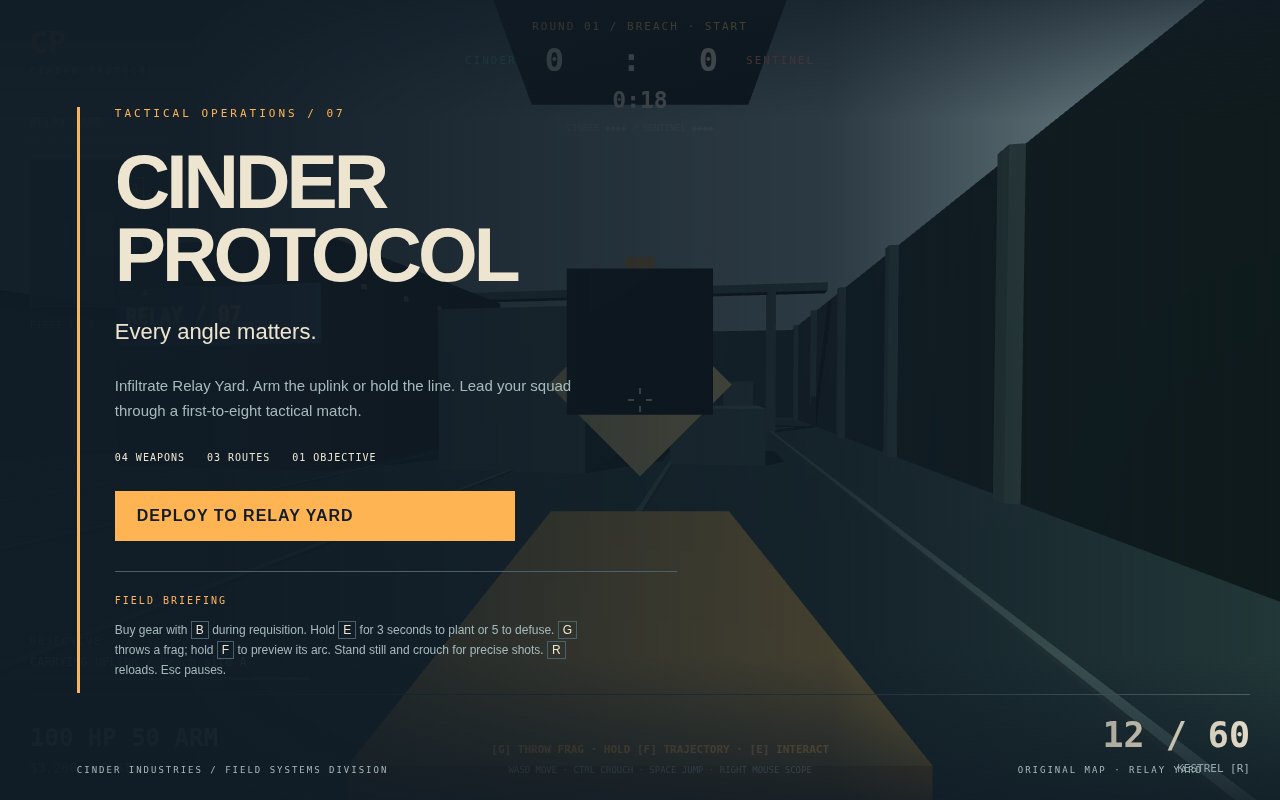 CP
ROUND 01 / BREACH · START
CINDER 0 : 0 SENTINEL
0:18
CINDER ◆◆◆◆ / SENTINEL ◆◆◆◆
TACTICAL OPERATIONS / 07
CINDER
PROTOCOL
RELAY / 07
Every angle matters.
Infiltrate Relay Yard. Arm the uplink or hold the line. Lead your squad
through a first-to-eight tactical match.
04 WEAPONS 03 ROUTES 01 OBJECTIVE
DEPLOY TO RELAY YARD
FIELD BRIEFING
Buy gear with B during requisition. Hold E for 3 seconds to plant or 5 to defuse. G
throws a frag; hold F to preview its arc. Stand still and crouch for precise shots. R
reloads. Esc pauses.
100 HP 50 ARM
[G] THROW FRAG · HOLD [F] TRAJECTORY · [E] INTERACT
WASD MOVE · CTRL CROUCH · SPACE JUMP · RIGHT MOUSE SCOPE
12 / 60
KESTREL [R]
CINDER INDUSTRIES / FIELD SYSTEMS DIVISION
ORIGINAL MAP · RELAY YARD